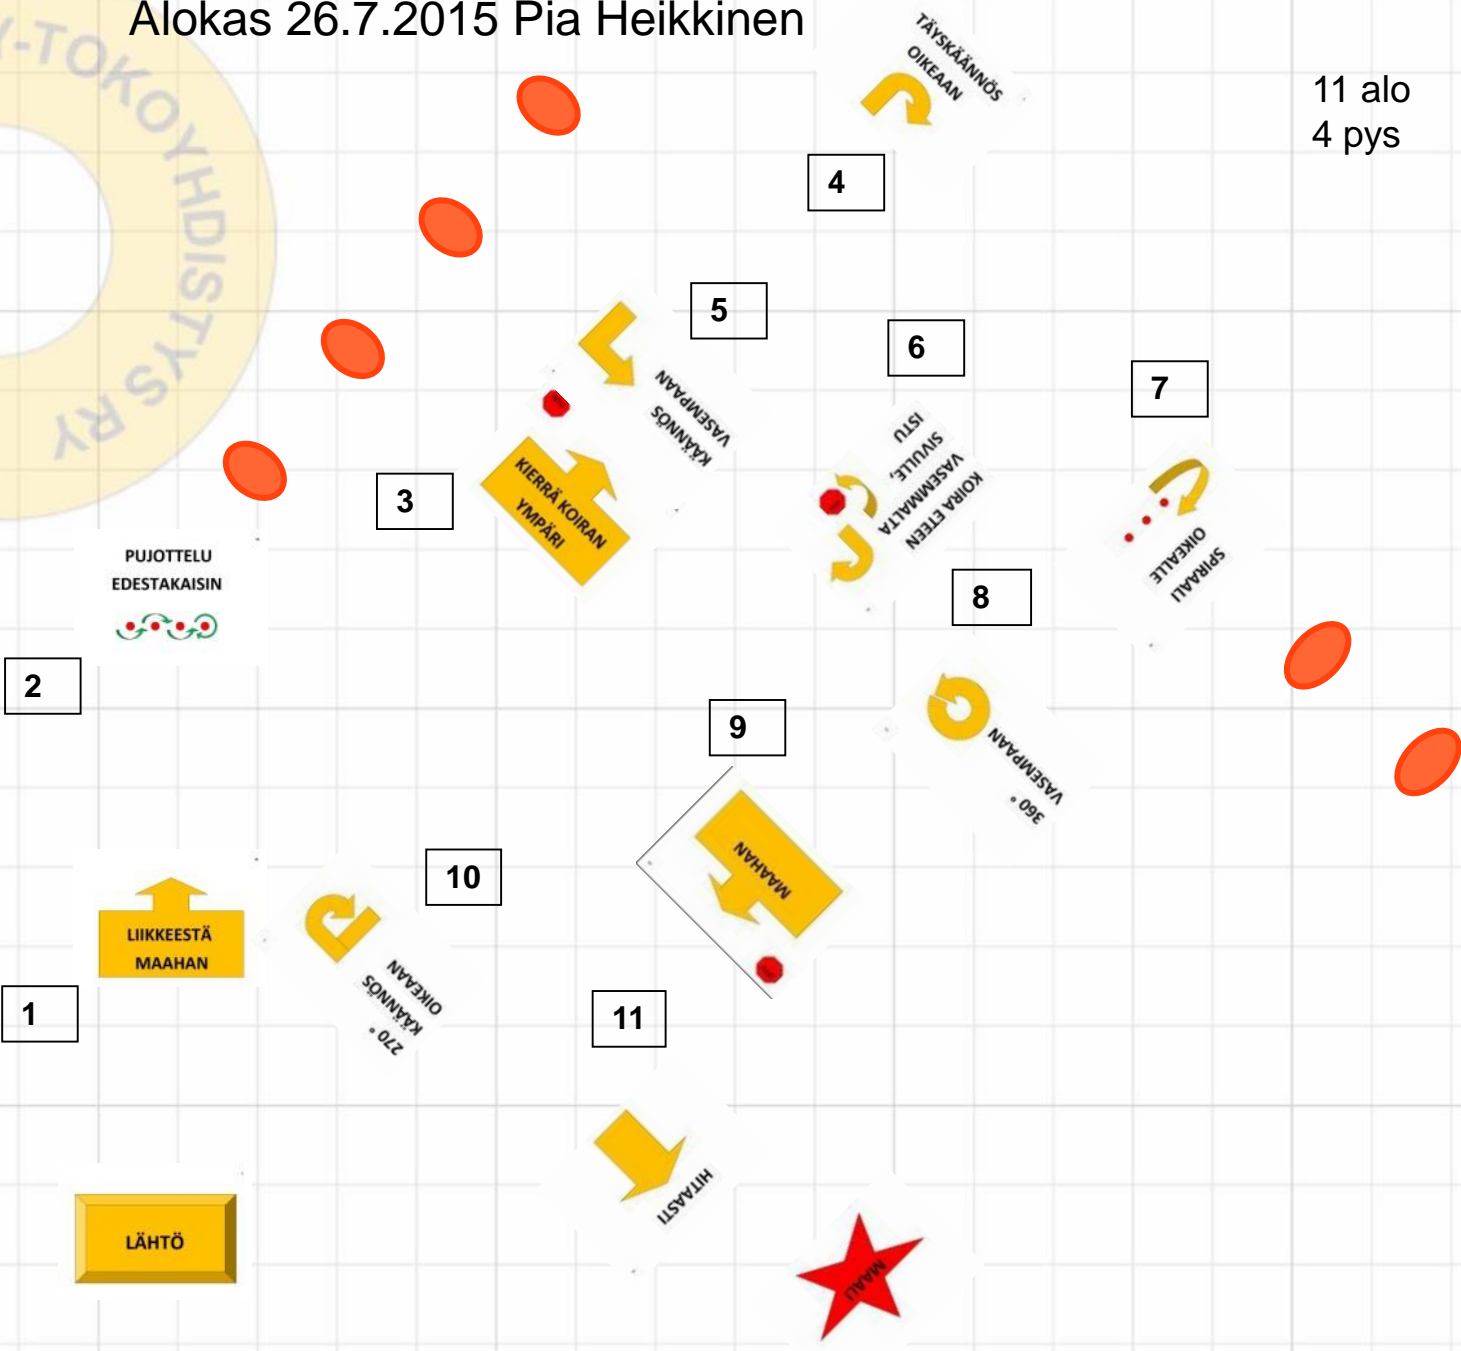 Alokas 26.7.2015 Pia Heikkinen
11 alo
4 pys
Y-TOKOYHDISTYS RY
TÄYSKÄÄNNÖS
OIKEAAN
4
5
KÄÄNNÖS
VASEMPAAN
6
KOIRA ETEEN
VASEMMALTA
SIVULLE,
ISTU
7
SPIRAALI
OIKEALLE
3
KIERRÄ KOIRAN
YMPÄRI
PUJOTTELU
EDESTAKAISIN
2
8
360°
VASEMPAAN
9
MAAHAN
10
270°
KÄÄNNÖS
OIKEAAN
LIIKKEESTÄ
MAAHAN
1
11
HITAASTI
LÄHTÖ
MAALI